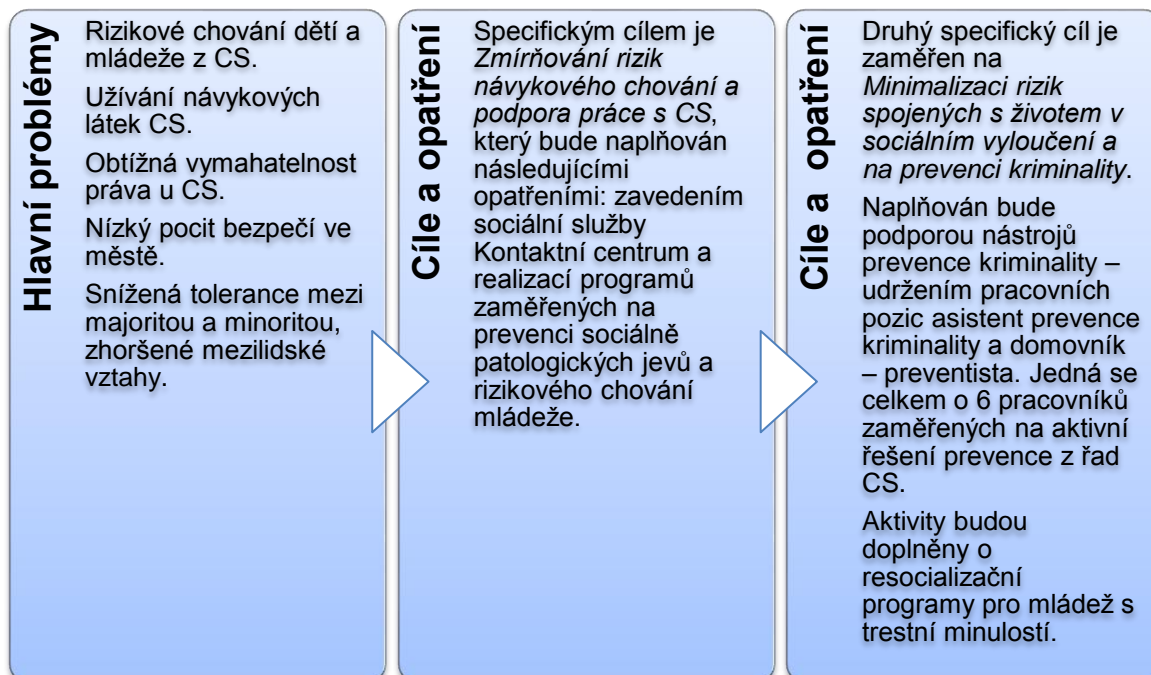 Hlavní problémy
Rizikové chování dětí a
mládeže z CS.
Užívání návykových
látek CS.
Obtížná vymahatelnost
práva u CS.
Nízký pocit bezpečí ve
městě.
Snížená tolerance mezi
majoritou a minoritou,
zhoršené mezilidské
vztahy.
Cíle a opatření
Specifickým cílem je
Zmírňování rizik
návykového chování a
podpora práce s CS,
který bude naplňován
následujícími
opatřeními: zavedením
sociální služby
Kontaktní centrum a
realizací programů
zaměřených na
prevenci sociálně
patologických jevů a
rizikového chování
mládeže.
Cíle a opatření
Druhý specifický cíl je
zaměřen na
Minimalizaci rizik
spojených s životem v
sociálním vyloučení a
na prevenci kriminality.
Naplňován bude
podporou nástrojů
prevence kriminality –
udržením pracovních
pozic asistent prevence
kriminality a domovník
– preventista. Jedná se
celkem o 6 pracovníků
zaměřených na aktivní
řešení prevence z řad
CS.
Aktivity budou
doplněny o
resocializační
programy pro mládež s
trestní minulostí.